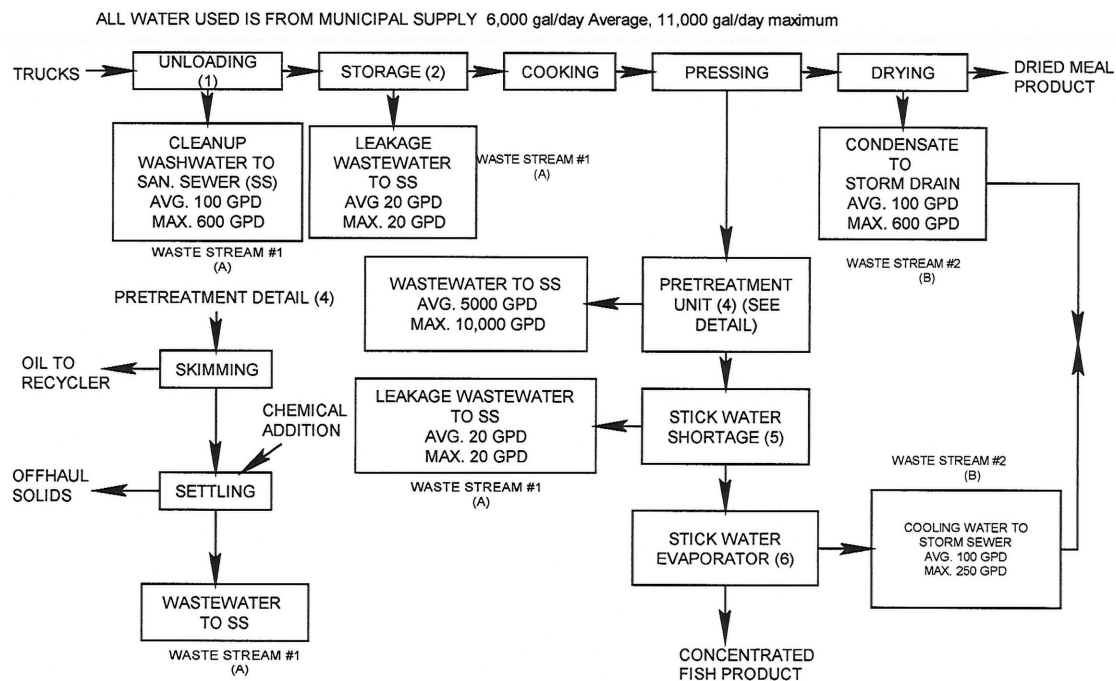 ALL WATER USED IS FROM MUNICIPAL SUPPLY 6,000 gal/day Average, 11,000 gal/day maximum
TRUCKS
UNLOADING
(1)
STORAGE (2)
COOKING
PRESSING
DRYING
DRIED MEAL
PRODUCT
CLEANUP
WASHWATER TO
SAN. SEWER (SS)
AVG. 100 GPD
MAX. 600 GPD
WASTE STREAM #1
(A)
LEAKAGE
WASTEWATER
TO SS
AVG 20 GPD
MAX. 20 GPD
WASTE STREAM #1
(A)
CONDENSATE
TO
STORM DRAIN
AVG. 100 GPD
MAX. 600 GPD
WASTE STREAM #2
(B)
PRETREATMENT DETAIL (4)
WASTEWATER TO SS
AVG. 5000 GPD
MAX. 10,000 GPD
PRETREATMENT
UNIT (4) (SEE
DETAIL)
OIL TO
RECYCLER
SKIMMING
CHEMICAL
ADDITION
LEAKAGE WASTEWATER
TO SS
AVG. 20 GPD
MAX. 20 GPD
WASTE STREAM #1
(A)
STICK WATER
SHORTAGE (5)
OFFHAUL
SOLIDS
SETTLING
WASTE STREAM #2
(B)
STICK WATER
EVAPORATOR (6)
COOLING WATER TO
STORM SEWER
AVG. 100 GPD
MAX. 250 GPD
WASTEWATER
TO SS
WASTE STREAM #1
(A)
CONCENTRATED
FISH PRODUCT